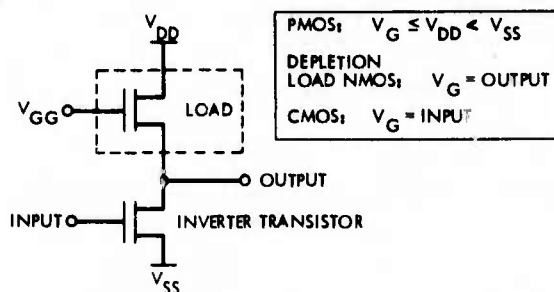 V_DD
V_GG
LOAD
OUTPUT
INPUT
INVERTER TRANSISTOR
V_SS
PMOS: V_G ≤ V_DD < V_SS
DEPLETION
LOAD NMOS: V_G = OUTPUT
CMOS: V_G = INPUT